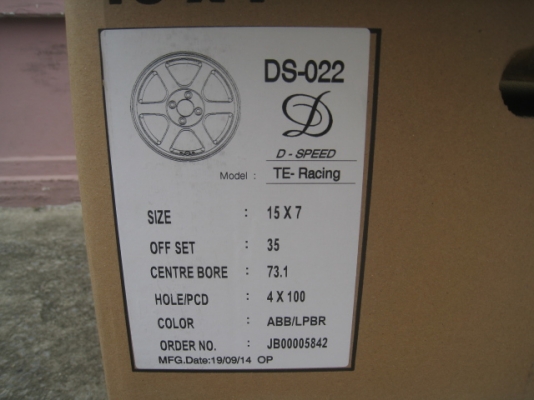 DS-022
D
D - SPEED
Model : TE- Racing
SIZE : 15 X 7
OFF SET : 35
CENTRE BORE : 73.1
HOLE/PCD : 4 X 100
COLOR : ABB/LPBR
ORDER NO. : JB00005842
MFG.Date:19/09/14 OP